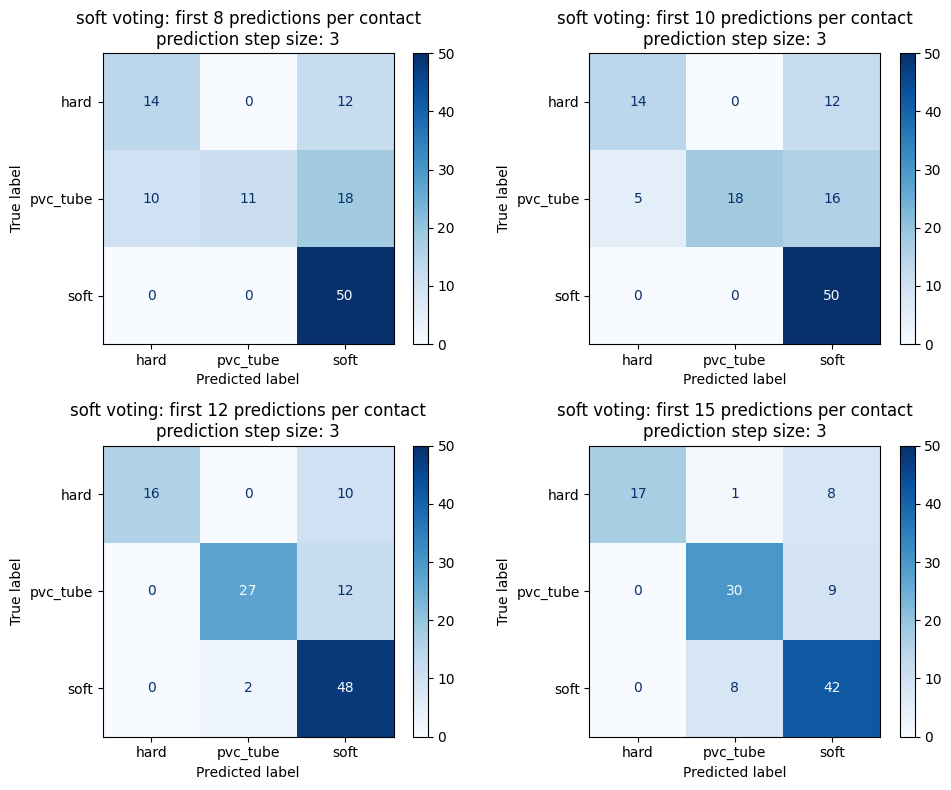 soft voting: first 8 predictions per contact
prediction step size: 3
hard 14 0 12
pvc_tube 10 11 18
soft 0 0 50
hard pvc_tube soft
Predicted label
True label
50
40
30
20
10
0
soft voting: first 10 predictions per contact
prediction step size: 3
hard 14 0 12
pvc_tube 5 18 16
soft 0 0 50
hard pvc_tube soft
Predicted label
True label
50
40
30
20
10
0
soft voting: first 12 predictions per contact
prediction step size: 3
hard 16 0 10
pvc_tube 0 27 12
soft 0 2 48
hard pvc_tube soft
Predicted label
True label
50
40
30
20
10
0
soft voting: first 15 predictions per contact
prediction step size: 3
hard 17 1 8
pvc_tube 0 30 9
soft 0 8 42
hard pvc_tube soft
Predicted label
True label
50
40
30
20
10
0